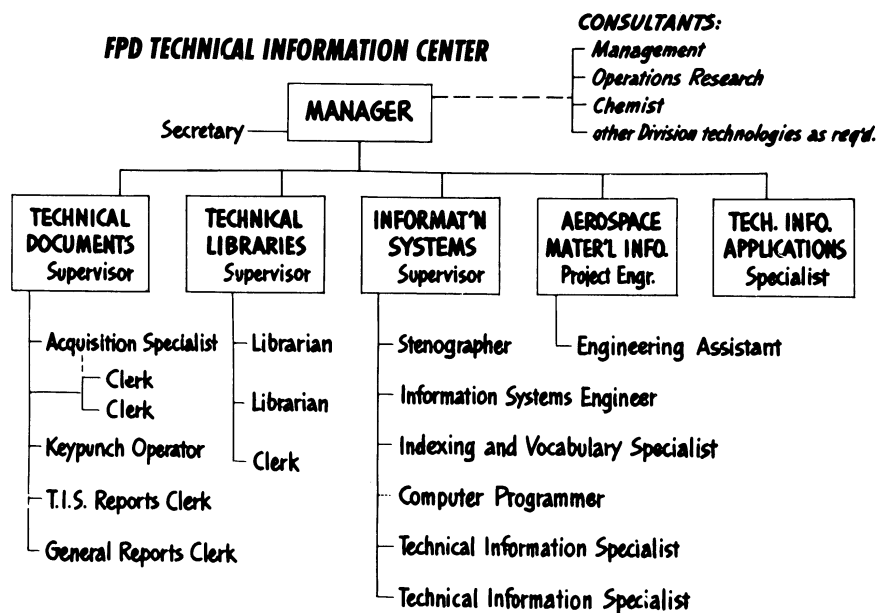 FPD TECHNICAL INFORMATION CENTER
CONSULTANTS:
Management
Operations Research
Chemist
other Division technologies as req'd.
MANAGER
Secretary
TECHNICAL
DOCUMENTS
Supervisor
Acquisition Specialist
Clerk
Clerk
Keypunch Operator
T.I.S. Reports Clerk
General Reports Clerk
TECHNICAL
LIBRARIES
Supervisor
Librarian
Librarian
Clerk
INFORMAT'N
SYSTEMS
Supervisor
Stenographer
Information Systems Engineer
Indexing and Vocabulary Specialist
Computer Programmer
Technical Information Specialist
Technical Information Specialist
AEROSPACE
MATER'L INFO.
Project Engr.
Engineering Assistant
TECH. INFO.
APPLICATIONS
Specialist